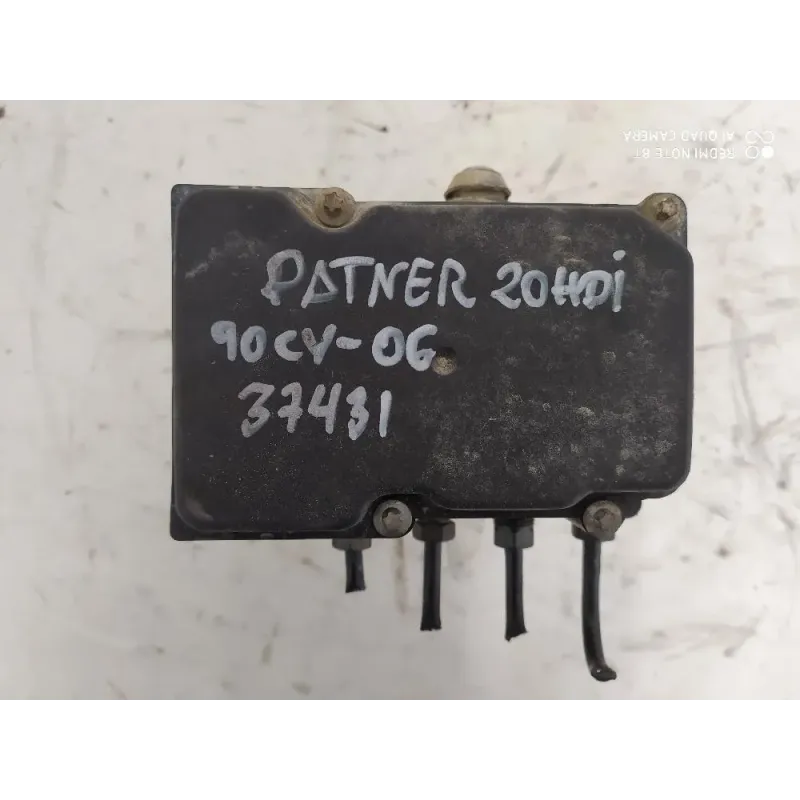 PATNER 20HDi
90CV-06
37431
REDMI NOTE 8T
AI QUAD CAMERA